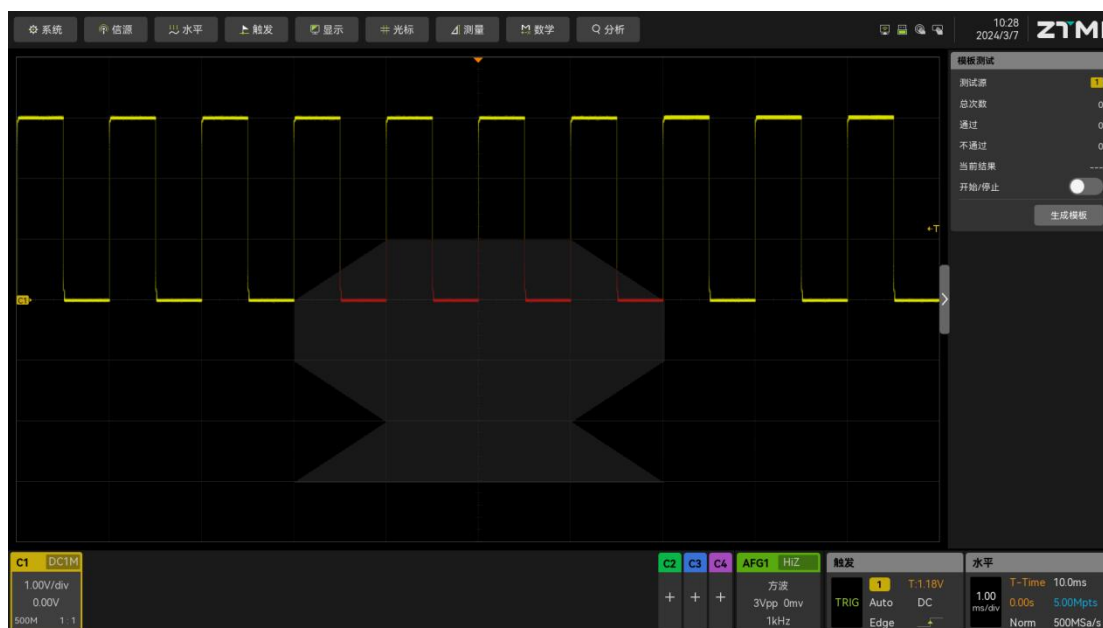 系统 信源 水平 触发 显示 光标 测量 数学 分析
10:28
2024/3/7
模板测试
测试源 1
总次数 0
通过 0
不通过 0
当前结果 ---
开始/停止
生成模板
T
C1
C1 DC1M
1.00V/div
0.00V
500M 1:1
C2 C3 C4
+ + +
AFG1 HiZ
方波
3Vpp 0mv
1kHz
触发
1 T:1.18V
TRIG Auto DC
Edge
水平
T-Time 10.0ms
1.00 ms/div 0.00s 5.00Mpts
Norm 500MSa/s